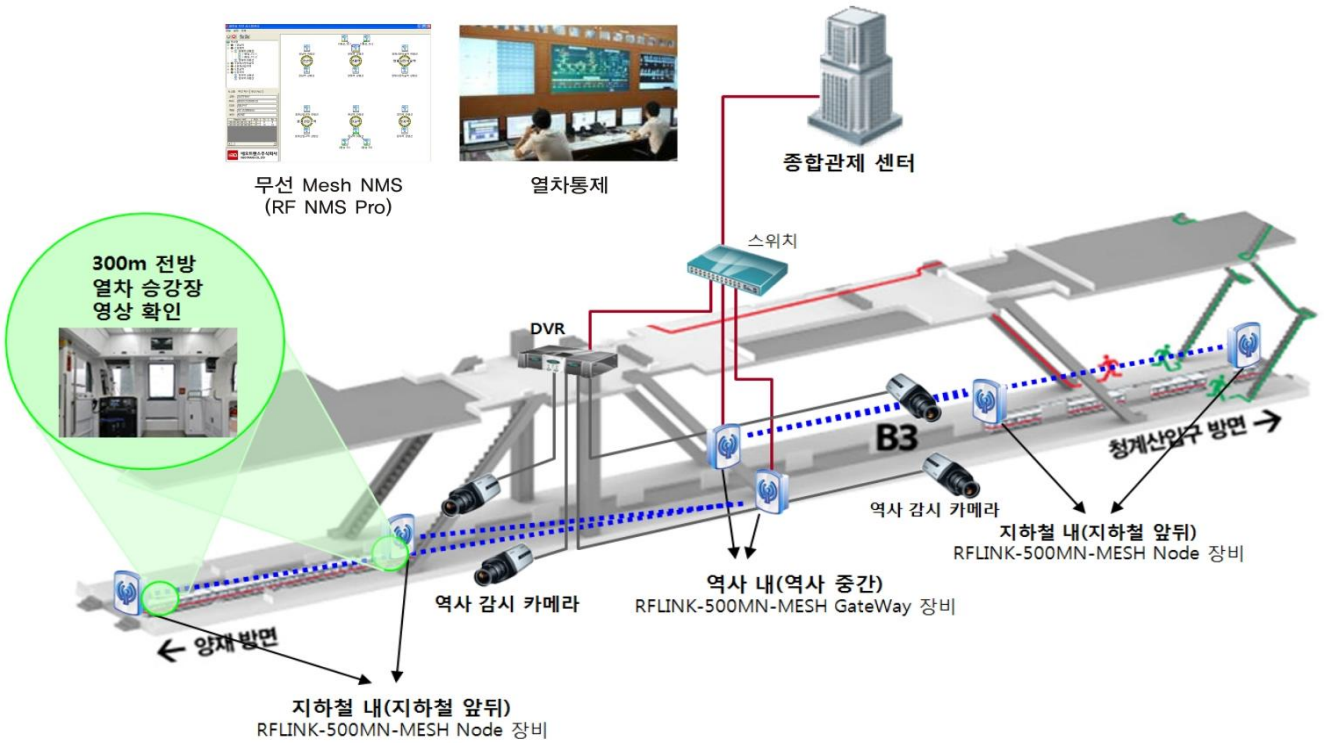 무선 Mesh NMS
(RF NMS Pro)
열차통제
종합관제 센터
스위치
300m 전방
열차 승강장
영상 확인
DVR
B3
청계산입구 방면 →
역사 감시 카메라
지하철 내(지하철 앞뒤)
RFLINK-500MN-MESH Node 장비
역사 내(역사 중간)
RFLINK-500MN-MESH GateWay 장비
역사 감시 카메라
← 양재 방면
지하철 내(지하철 앞뒤)
RFLINK-500MN-MESH Node 장비